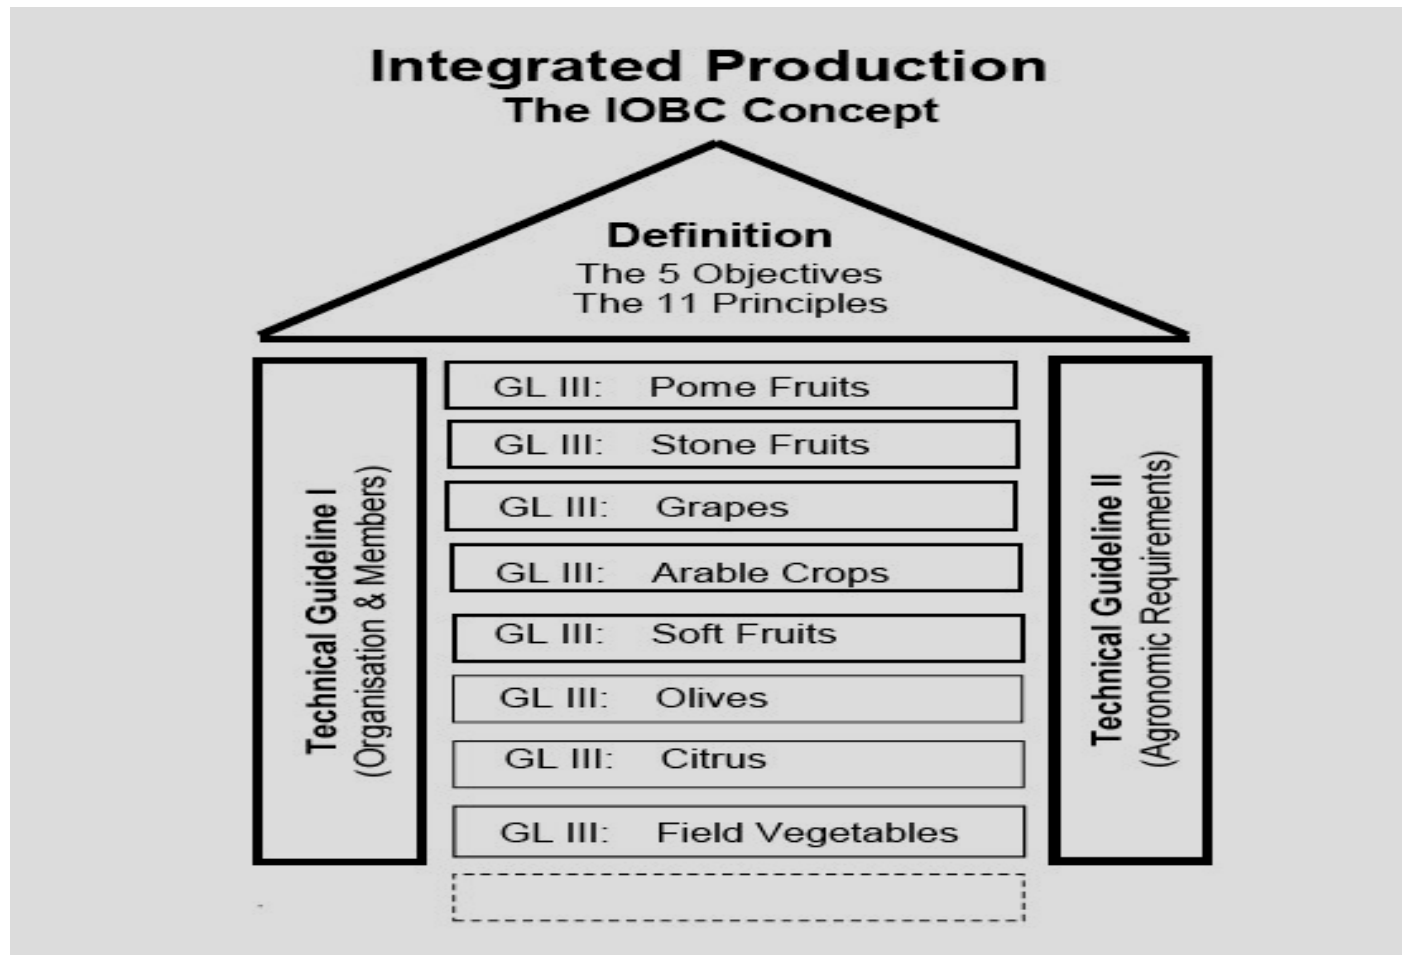 Integrated Production
The IOBC Concept
Definition
The 5 Objectives
The 11 Principles
Technical Guideline I
(Organisation & Members)
GL III: Pome Fruits
GL III: Stone Fruits
GL III: Grapes
GL III: Arable Crops
GL III: Soft Fruits
GL III: Olives
GL III: Citrus
GL III: Field Vegetables
Technical Guideline II
(Agronomic Requirements)